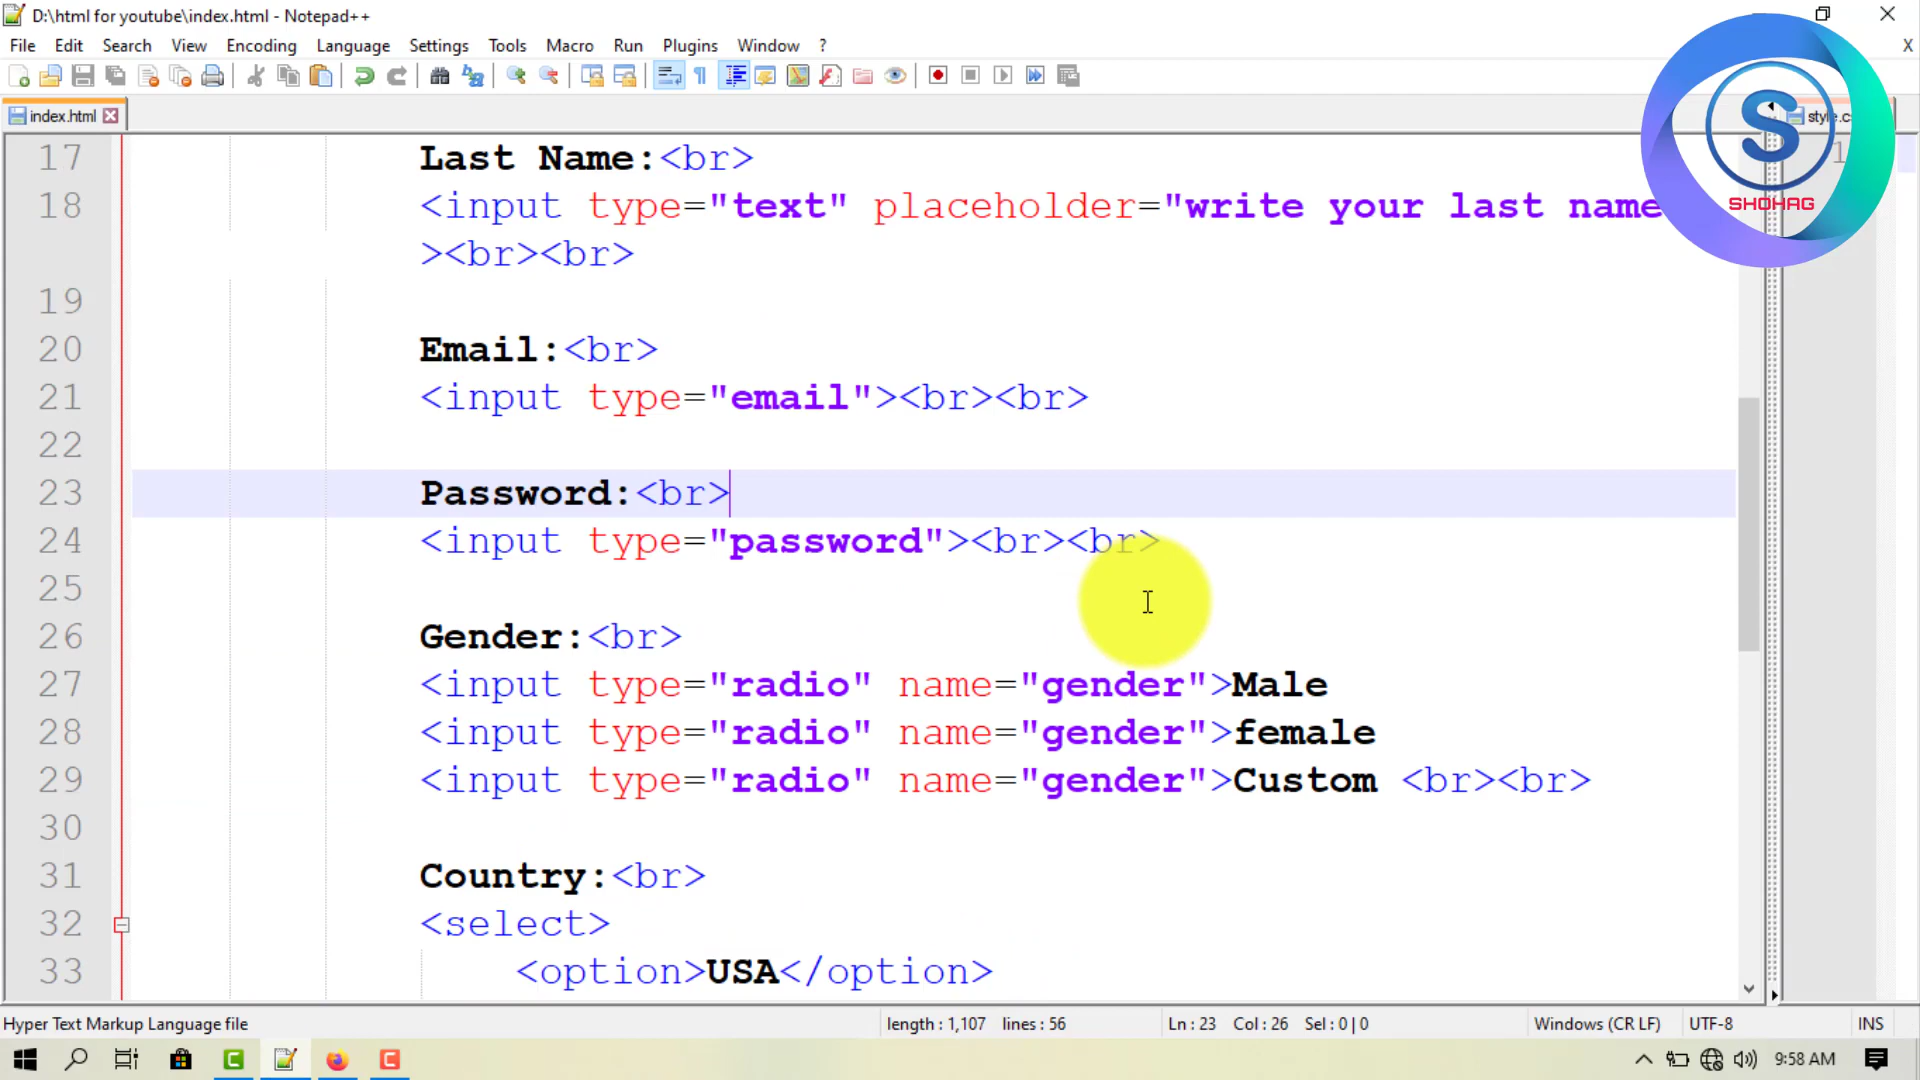 D:\html for youtube\index.html - Notepad++
File Edit Search View Encoding Language Settings Tools Macro Run Plugins Window ? X
index.html
SHOHAG
17 Last Name:<br>
18 <input type="text" placeholder="write your last name
><br><br>
19
20 Email:<br>
21 <input type="email"><br><br>
22
23 Password:<br>
24 <input type="password"><br><br>
25
26 Gender:<br>
27 <input type="radio" name="gender">Male
28 <input type="radio" name="gender">female
29 <input type="radio" name="gender">Custom <br><br>
30
31 Country:<br>
32 <select>
33 <option>USA</option>
Hyper Text Markup Language file length : 1,107 lines : 56 Ln : 23 Col : 26 Sel : 0 | 0 Windows (CR LF) UTF-8 INS
9:58 AM